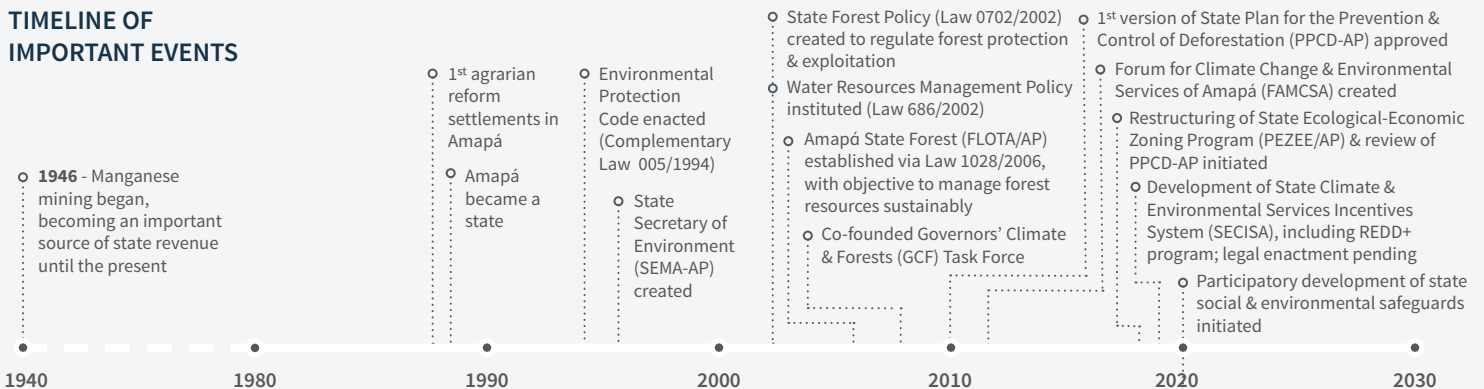 TIMELINE OF
IMPORTANT EVENTS
1946 - Manganese
mining began,
becoming an important
source of state revenue
until the present
1st agrarian
reform
settlements in
Amapá
Amapá
became a
state
Environmental
Protection
Code enacted
(Complementary
Law 005/1994)
State
Secretary of
Environment
(SEMA-AP)
created
State Forest Policy (Law 0702/2002)
created to regulate forest protection
& exploitation
Water Resources Management Policy
instituted (Law 686/2002)
Amapá State Forest (FLOTA/AP)
established via Law 1028/2006,
with objective to manage forest
resources sustainably
Co-founded Governors' Climate
& Forests (GCF) Task Force
1st version of State Plan for the Prevention &
Control of Deforestation (PPCD-AP) approved
Forum for Climate Change & Environmental
Services of Amapá (FAMCSA) created
Restructuring of State Ecological-Economic
Zoning Program (PEZEE/AP) & review of
PPCD-AP initiated
Development of State Climate &
Environmental Services Incentives
System (SECISA), including REDD+
program; legal enactment pending
Participatory development of state
social & environmental safeguards
initiated
1940 1980 1990 2000 2010 2020 2030